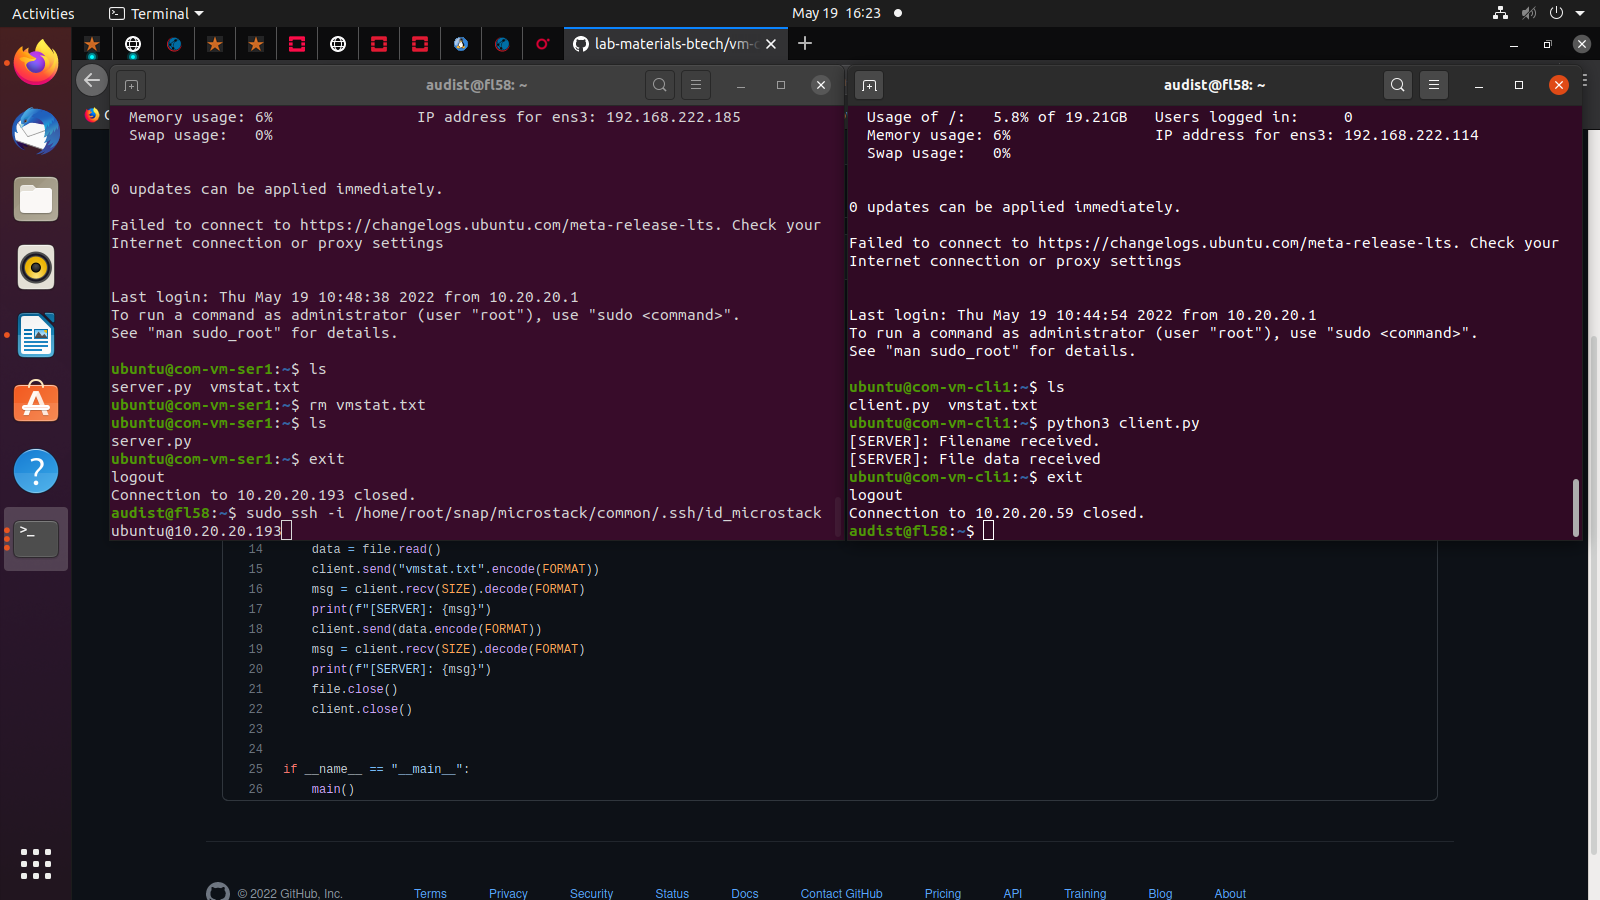 Activities
Terminal
May 19 16:23
lab-materials-btech/vm-c
audist@fl58: ~
Memory usage: 6% IP address for ens3: 192.168.222.185
Swap usage: 0%
0 updates can be applied immediately.
Failed to connect to https://changelogs.ubuntu.com/meta-release-lts. Check your
Internet connection or proxy settings
Last login: Thu May 19 10:48:38 2022 from 10.20.20.1
To run a command as administrator (user "root"), use "sudo <command>".
See "man sudo_root" for details.
ubuntu@com-vm-ser1:~$ ls
server.py vmstat.txt
ubuntu@com-vm-ser1:~$ rm vmstat.txt
ubuntu@com-vm-ser1:~$ ls
server.py
ubuntu@com-vm-ser1:~$ exit
logout
Connection to 10.20.20.193 closed.
audist@fl58:~$ sudo ssh -i /home/root/snap/microstack/common/.ssh/id_microstack
ubuntu@10.20.20.193
audist@fl58: ~
Usage of /: 5.8% of 19.21GB Users logged in: 0
Memory usage: 6% IP address for ens3: 192.168.222.114
Swap usage: 0%
0 updates can be applied immediately.
Failed to connect to https://changelogs.ubuntu.com/meta-release-lts. Check your
Internet connection or proxy settings
Last login: Thu May 19 10:44:54 2022 from 10.20.20.1
To run a command as administrator (user "root"), use "sudo <command>".
See "man sudo_root" for details.
ubuntu@com-vm-cli1:~$ ls
client.py vmstat.txt
ubuntu@com-vm-cli1:~$ python3 client.py
[SERVER]: Filename received.
[SERVER]: File data received
ubuntu@com-vm-cli1:~$ exit
logout
Connection to 10.20.20.59 closed.
audist@fl58:~$
14 data = file.read()
15 client.send("vmstat.txt".encode(FORMAT))
16 msg = client.recv(SIZE).decode(FORMAT)
17 print(f"[SERVER]: {msg}")
18 client.send(data.encode(FORMAT))
19 msg = client.recv(SIZE).decode(FORMAT)
20 print(f"[SERVER]: {msg}")
21 file.close()
22 client.close()
23
24
25 if __name__ == "__main__":
26 main()
© 2022 GitHub, Inc. Terms Privacy Security Status Docs Contact GitHub Pricing API Training Blog About